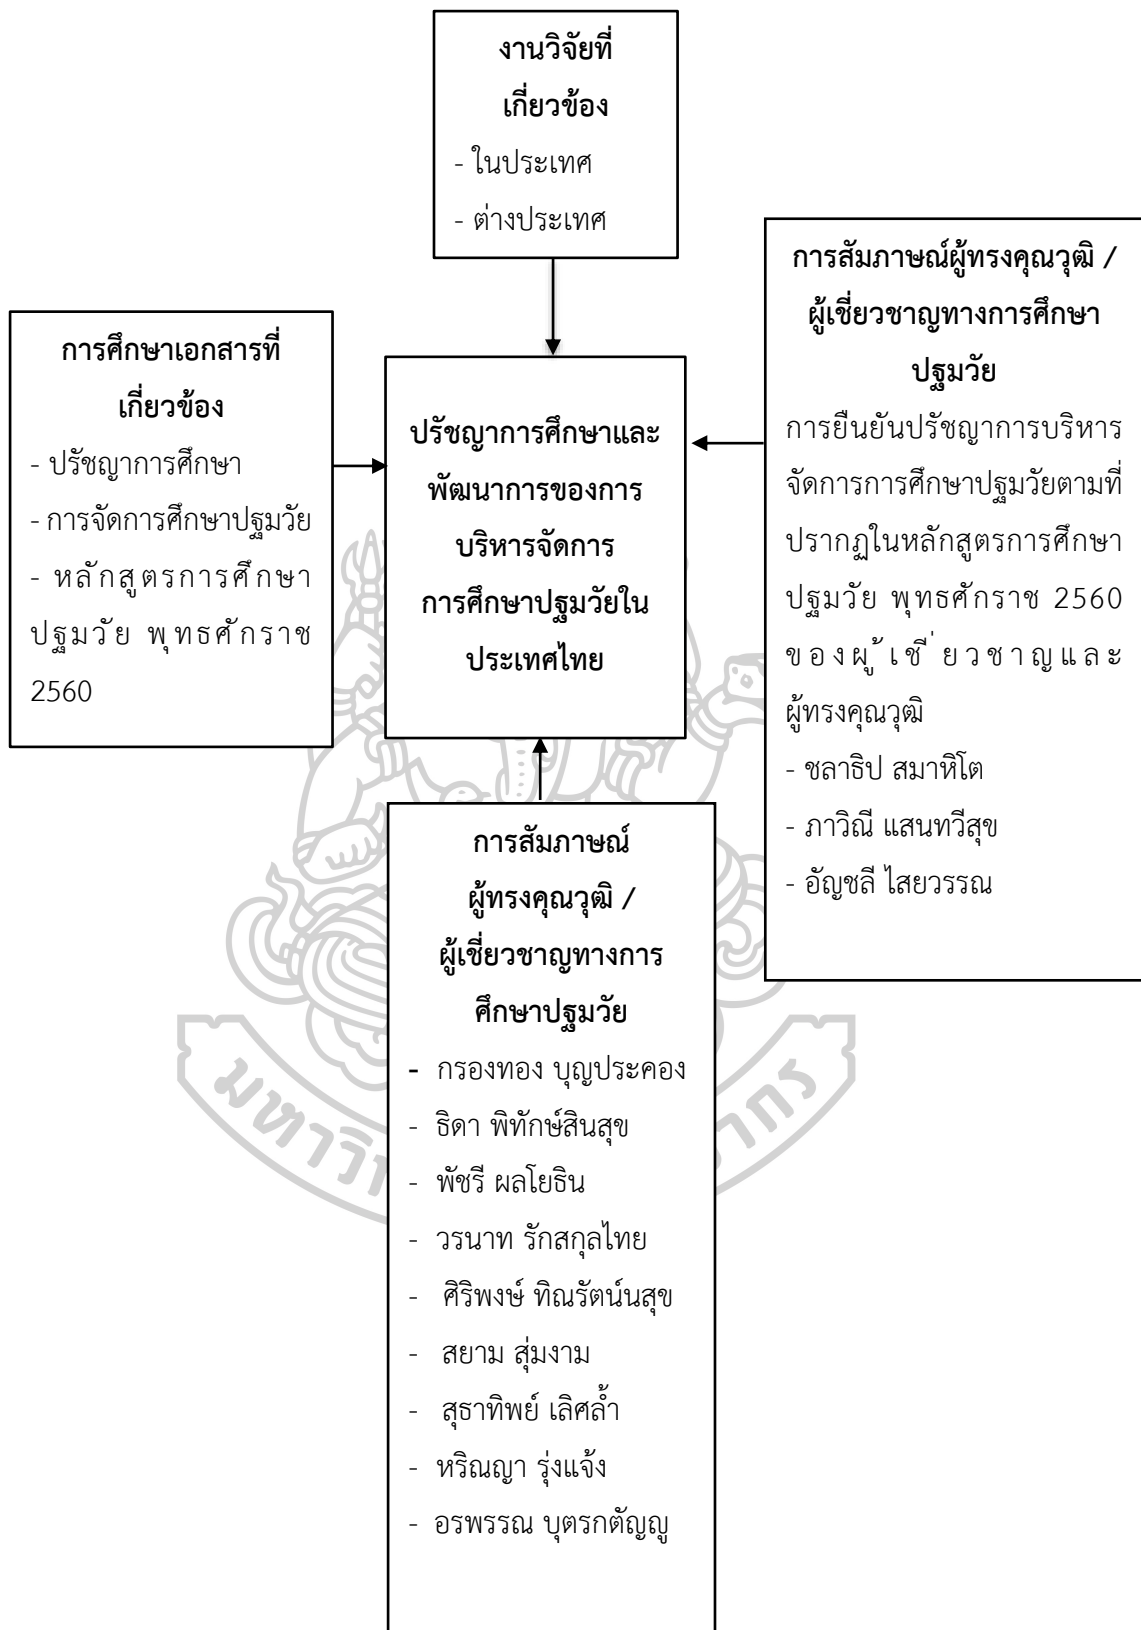 งานวิจัยที่
เกี่ยวข้อง
- ในประเทศ
- ต่างประเทศ
การศึกษาเอกสารที่
เกี่ยวข้อง
- ปรัชญาการศึกษา
- การจัดการศึกษาปฐมวัย
- หลักสูตรการศึกษา
ปฐมวัย พุทธศักราช
2560
ปรัชญาการศึกษาและ
พัฒนาการของการ
บริหารจัดการ
การศึกษาปฐมวัยใน
ประเทศไทย
การสัมภาษณ์ผู้ทรงคุณวุฒิ /
ผู้เชี่ยวชาญทางการศึกษา
ปฐมวัย
การยืนยันปรัชญาการบริหาร
จัดการการศึกษาปฐมวัยตามที่
ปรากฏในหลักสูตรการศึกษา
ปฐมวัย พุทธศักราช 2560
ของผู้เชี่ยวชาญและ
ผู้ทรงคุณวุฒิ
- ชลาธิป สมาหิโต
- ภาวิณี แสนทวีสุข
- อัญชลี ไสยวรรณ
การสัมภาษณ์
ผู้ทรงคุณวุฒิ /
ผู้เชี่ยวชาญทางการ
ศึกษาปฐมวัย
- กรองทอง บุญประคอง
- ธิดา พิทักษ์สินสุข
- พัชรี ผลโยธิน
- วรนาท รักสกุลไทย
- ศิริพงษ์ ทิณรัตน์นสุข
- สยาม สุ่มงาม
- สุธาทิพย์ เลิศล้ำ
- หริณญา รุ่งแจ้ง
- อรพรรณ บุตรกตัญญู